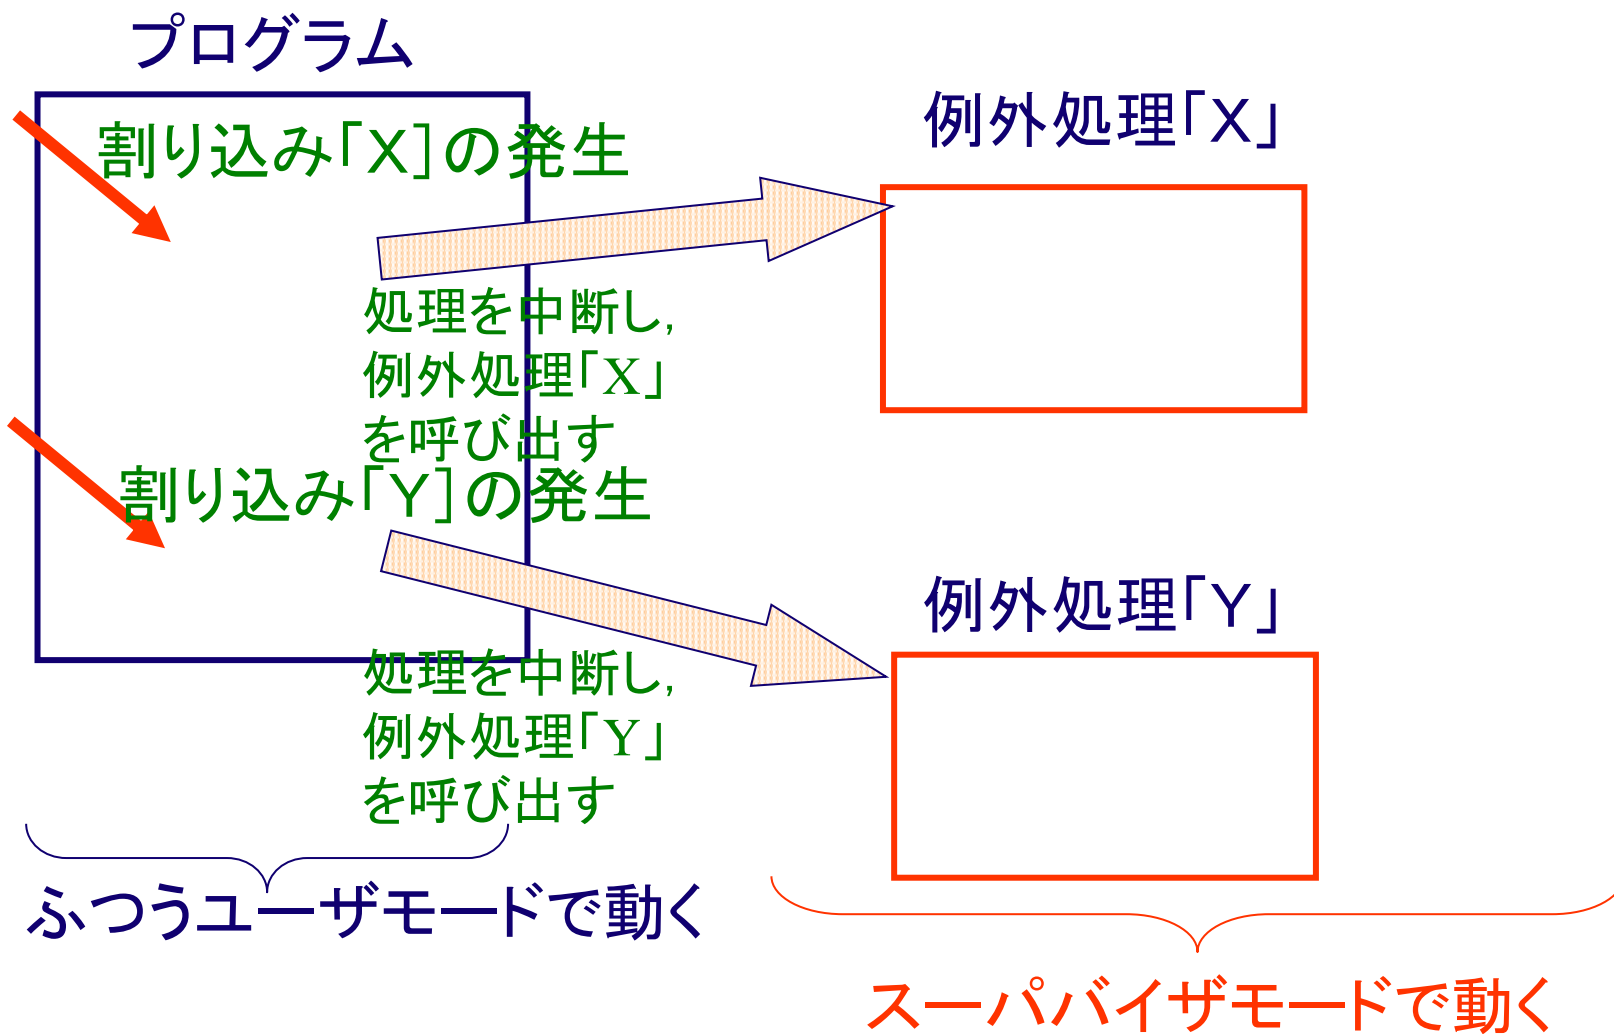 プログラム
割り込み「X］の発生
処理を中断し,
例外処理「X」
を呼び出す
割り込み「Y］の発生
処理を中断し,
例外処理「Y」
を呼び出す
ふつうユーザモードで動く
例外処理「X」
例外処理「Y」
スーパバイザモードで動く